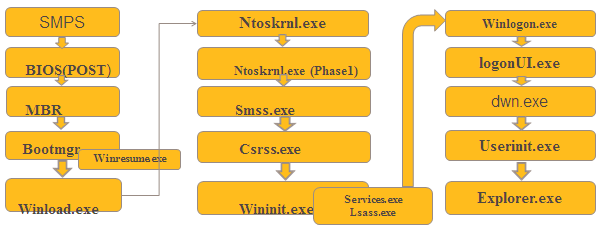 SMPS
BIOS(POST)
MBR
Bootmgr
Winresume.exe
Winload.exe
Ntoskrnl.exe
Ntoskrnl.exe (Phase1)
Smss.exe
Csrss.exe
Wininit.exe
Services.exe
Lsass.exe
Winlogon.exe
logonUI.exe
dwn.exe
Userinit.exe
Explorer.exe